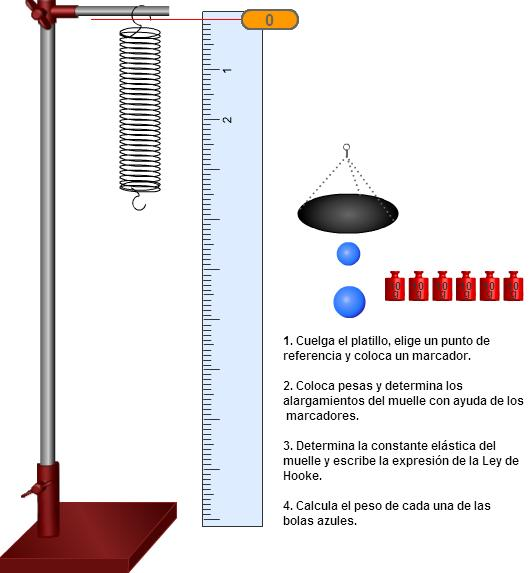 0
1
2
1. Cuelga el platillo, elige un punto de
referencia y coloca un marcador.
2. Coloca pesas y determina los
alargamientos del muelle con ayuda de los
marcadores.
3. Determina la constante elástica del
muelle y escribe la expresión de la Ley de
Hooke.
4. Calcula el peso de cada una de las
bolas azules.